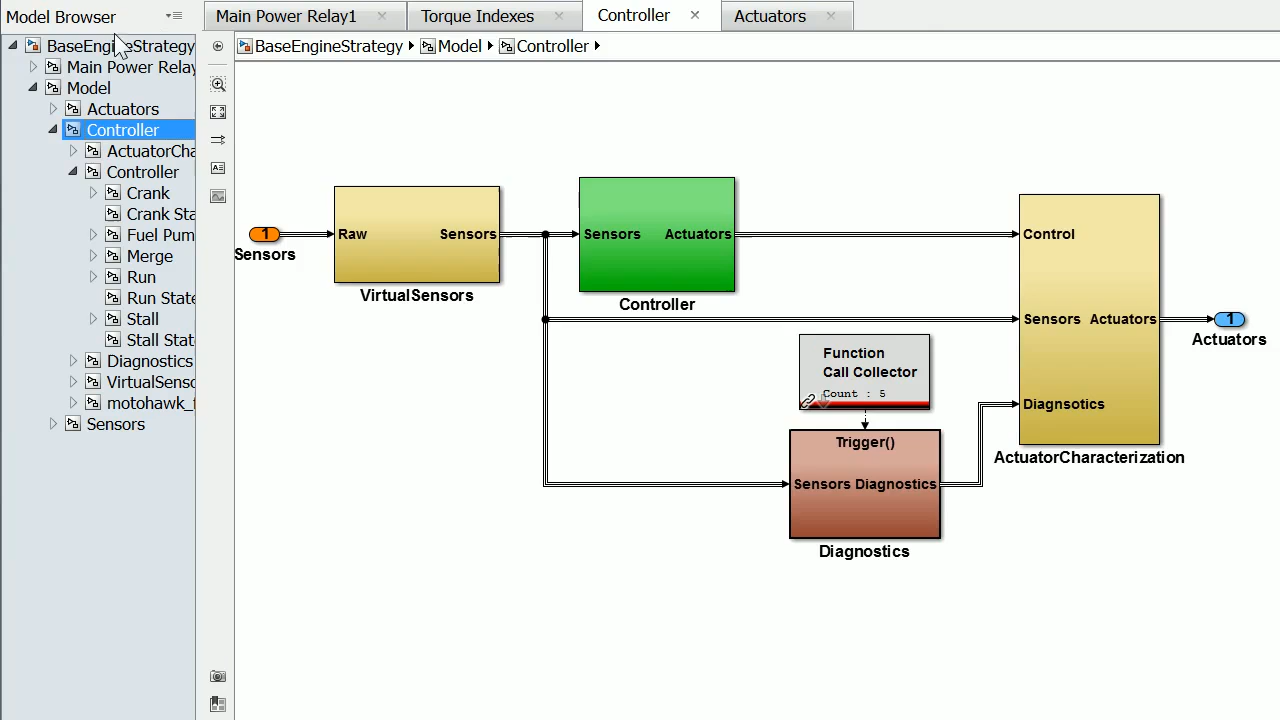 Model Browser
Main Power Relay1
Torque Indexes
Controller
Actuators
BaseEngineStrategy
Main Power Relay
Model
Actuators
Controller
ActuatorCha
Controller
Crank
Crank Sta
Fuel Pum
Merge
Run
Run State
Stall
Stall Stat
Diagnostics
VirtualSenso
motohawk_f
Sensors
BaseEngineStrategy
Model
Controller
1
Sensors
Raw
Sensors
VirtualSensors
Sensors
Actuators
Controller
Control
Sensors
Actuators
Diagnsotics
ActuatorCharacterization
1
Actuators
Function
Call Collector
Count : 5
Trigger()
Sensors
Diagnostics
Diagnostics